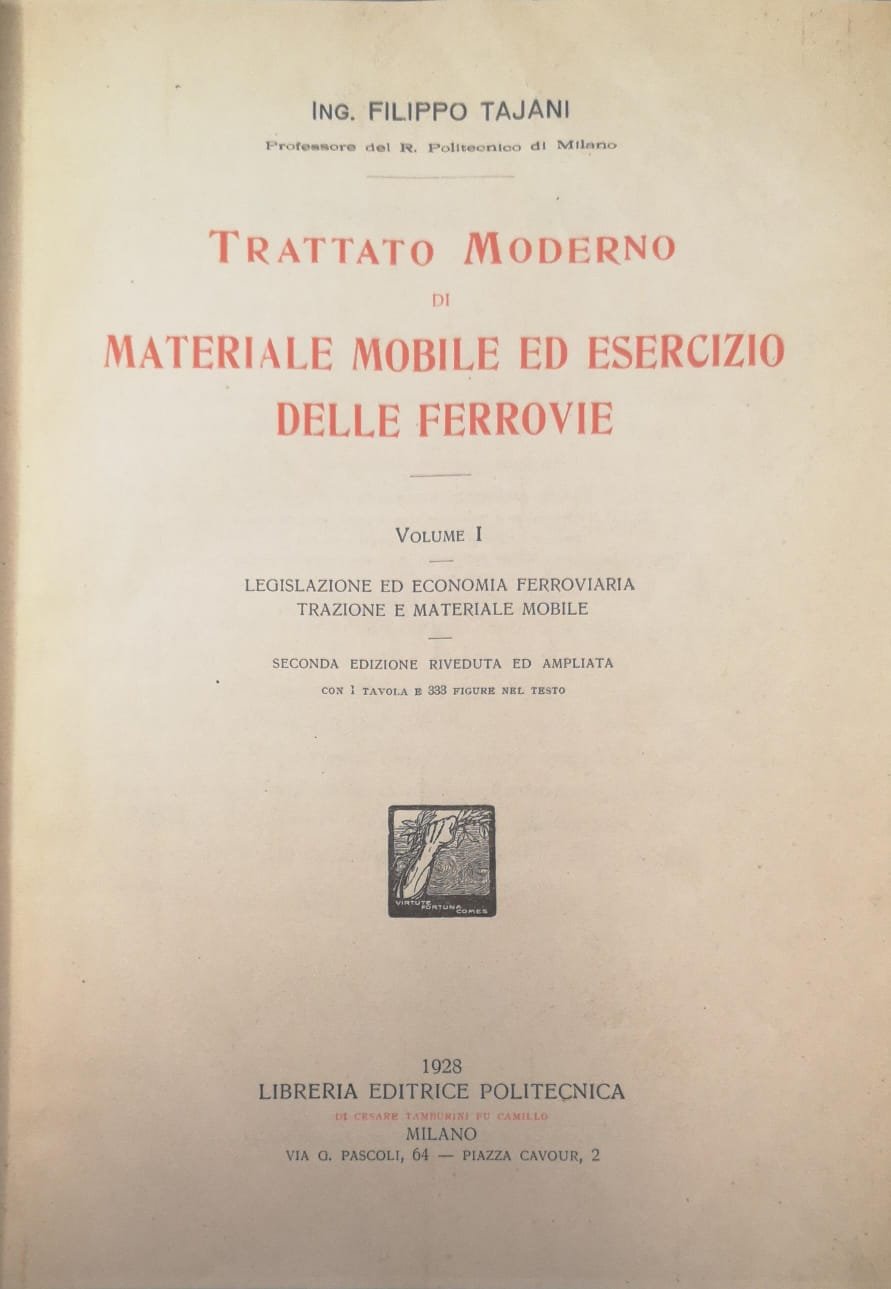 ING. FILIPPO TAJANI
Professore del R. Politecnico di Milano
TRATTATO MODERNO
DI
MATERIALE MOBILE ED ESERCIZIO
DELLE FERROVIE
VOLUME I
LEGISLAZIONE ED ECONOMIA FERROVIARIA
TRAZIONE E MATERIALE MOBILE
SECONDA EDIZIONE RIVEDUTA ED AMPLIATA
CON 1 TAVOLA E 333 FIGURE NEL TESTO
VIRTUTE
FORTUNA
COMES
1928
LIBRERIA EDITRICE POLITECNICA
DI CESARE TAMBURINI FU CAMILLO
MILANO
VIA G. PASCOLI, 64 — PIAZZA CAVOUR, 2